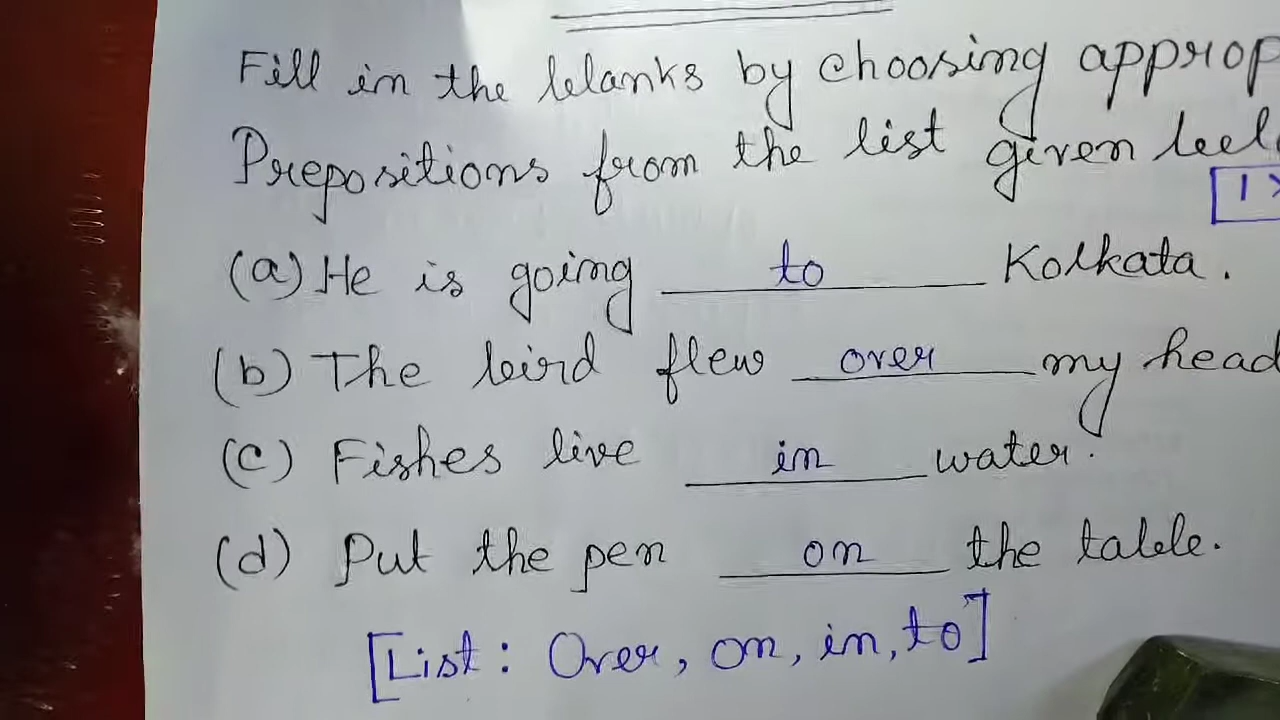 Fill in the blanks by choosing approp
Prepositions from the list given bel
1 x
(a) He is going to Kolkata.
(b) The bird flew over my head
(c) Fishes live in water.
(d) Put the pen on the table.
[List: Over, on, in, to]